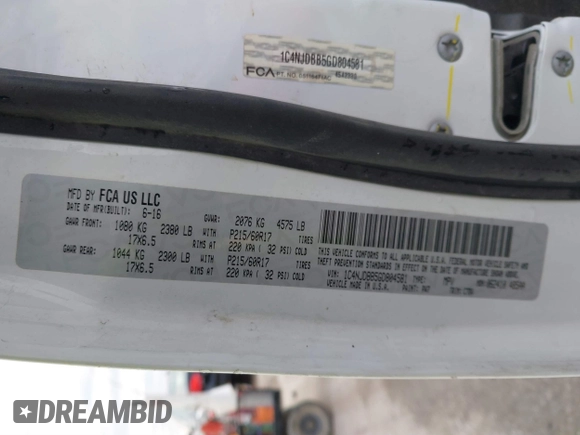 1C4NJDBB5GD804581
FCA
MFD BY FCA US LLC
DATE OF MFR(BUILT): 6-16 GVWR: 2076 KG 4575 LB
GAWR FRONT: 1080 KG 2380 LB P215/60R17 TIRES
17X6.5 RIMS AT 220 KPA ( 32 PSI) COLD
GAWR REAR: 1044 KG 2300 LB P215/60R17 TIRES
17X6.5 RIMS AT 220 KPA ( 32 PSI) COLD
THIS VEHICLE CONFORMS TO ALL APPLICABLE U.S.A. FEDERAL MOTOR VEHICLE SAFETY AND
THEFT PREVENTION STANDARDS IN EFFECT ON THE DATE OF MANUFACTURE SHOWN ABOVE.
VIN: 1C4NJDBB5GD804581 TYPE: MPV
VEHICLE MADE IN U.S.A. PAINT: PW7
DREAMBID